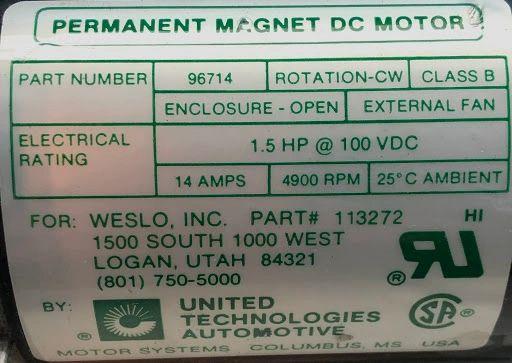 PERMANENT MAGNET DC MOTOR
PART NUMBER 96714 ROTATION-CW CLASS B
ENCLOSURE - OPEN EXTERNAL FAN
ELECTRICAL RATING 1.5 HP @ 100 VDC
14 AMPS 4900 RPM 25°C AMBIENT
FOR: WESLO, INC. PART# 113272 HI
1500 SOUTH 1000 WEST
LOGAN, UTAH 84321
(801) 750-5000
® RU
BY: UNITED
TECHNOLOGIES
® AUTOMOTIVE SA ®
MOTOR SYSTEMS COLUMBUS, MS USA